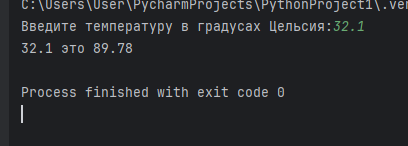 C:\Users\User\PycharmProjects\PythonProject1\.ver
Введите температуру в градусах Цельсия:32.1
32.1 это 89.78
Process finished with exit code 0